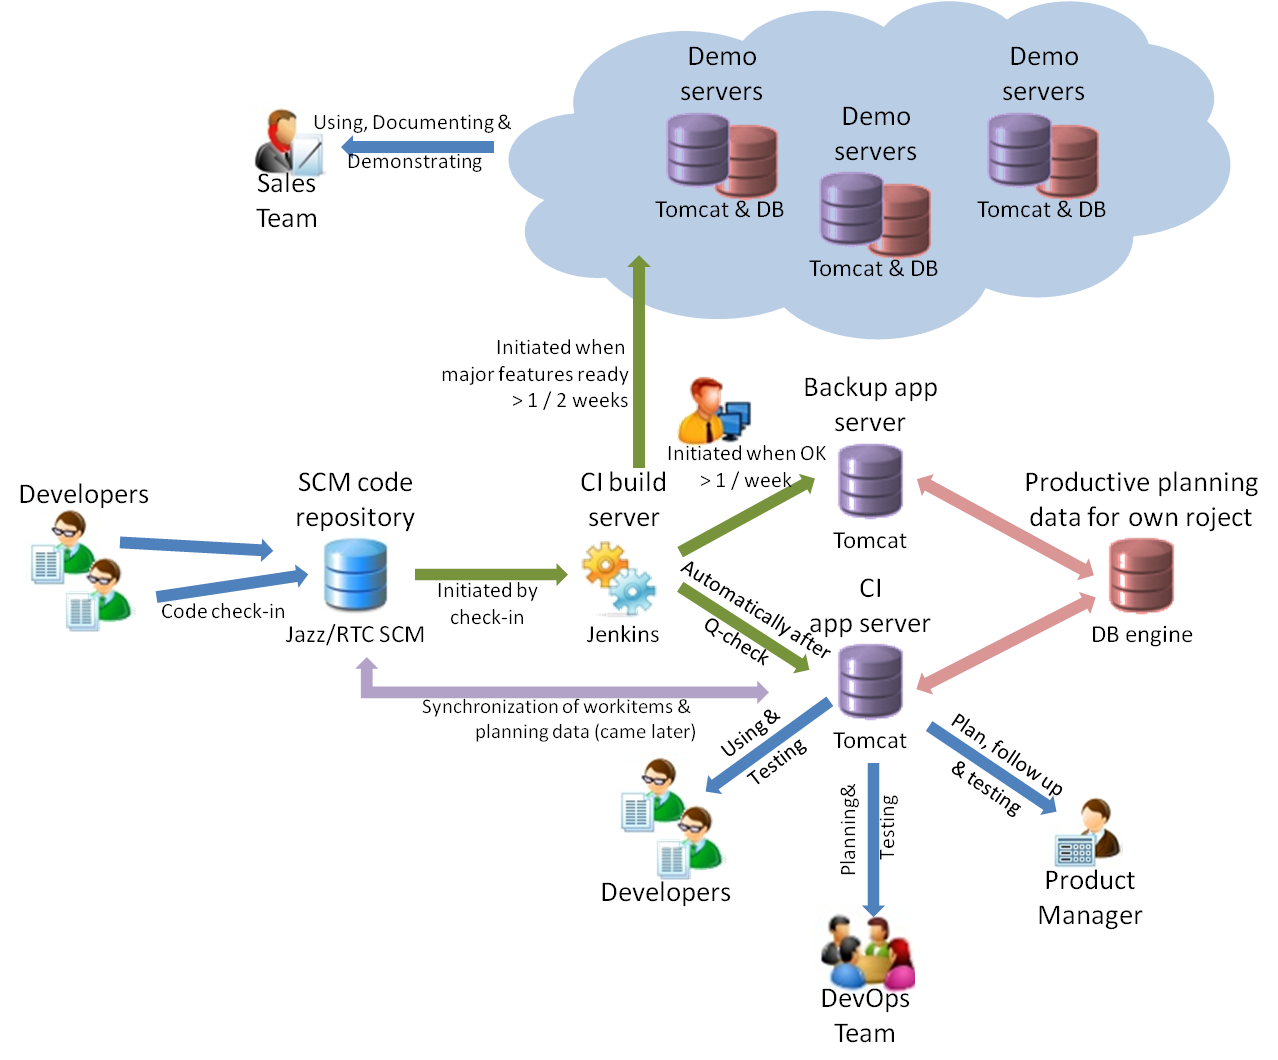 Demo
servers
Tomcat & DB
Demo
servers
Tomcat & DB
Demo
servers
Tomcat & DB
Using, Documenting &
Demonstrating
Sales
Team
Initiated when
major features ready
> 1 / 2 weeks
Initiated when OK
> 1 / week
Backup app
server
Tomcat
Developers
Code check-in
SCM code
repository
Jazz/RTC SCM
Initiated by
check-in
CI build
server
Jenkins
Automatically after
Q-check
CI
app server
Tomcat
Productive planning
data for own roject
DB engine
Synchronization of workitems &
planning data (came later)
Using &
Testing
Developers
Planning&
Testing
DevOps
Team
Plan, follow up
& testing
Product
Manager